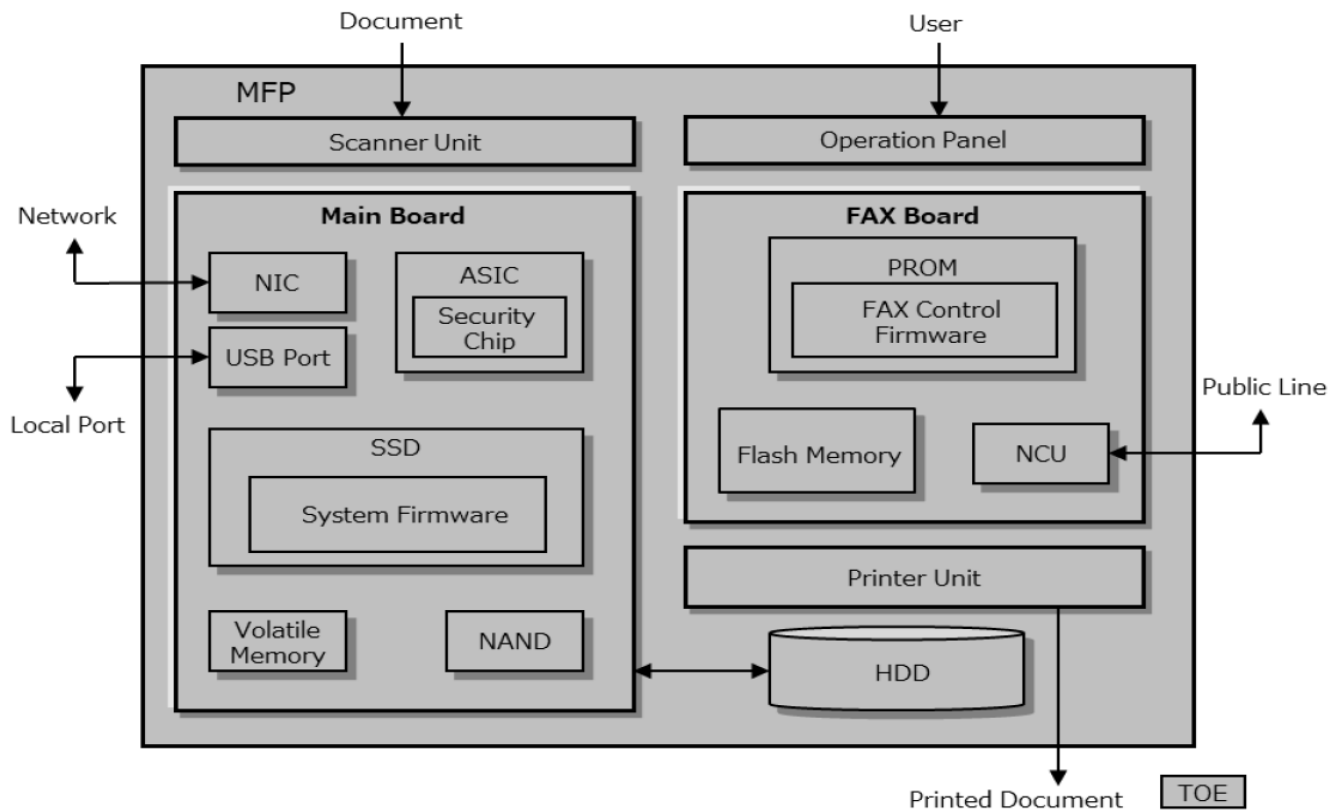 Document
User
MFP
Scanner Unit
Operation Panel
Network
Main Board
NIC
ASIC
Security
Chip
USB Port
Local Port
SSD
System Firmware
Volatile
Memory
NAND
FAX Board
PROM
FAX Control
Firmware
Flash Memory
NCU
Public Line
Printer Unit
HDD
Printed Document
TOE